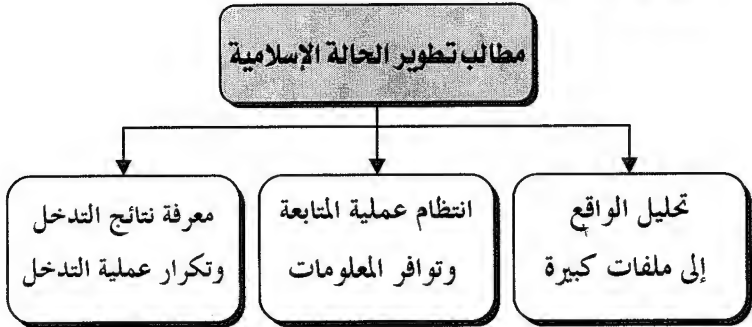 مطالب تطوير الحالة الإسلامية
تحليل الواقع
إلى ملفات كبيرة
انتظام عملية المتابعة
وتوافر المعلومات
معرفة نتائج التدخل
وتكرار عملية التدخل